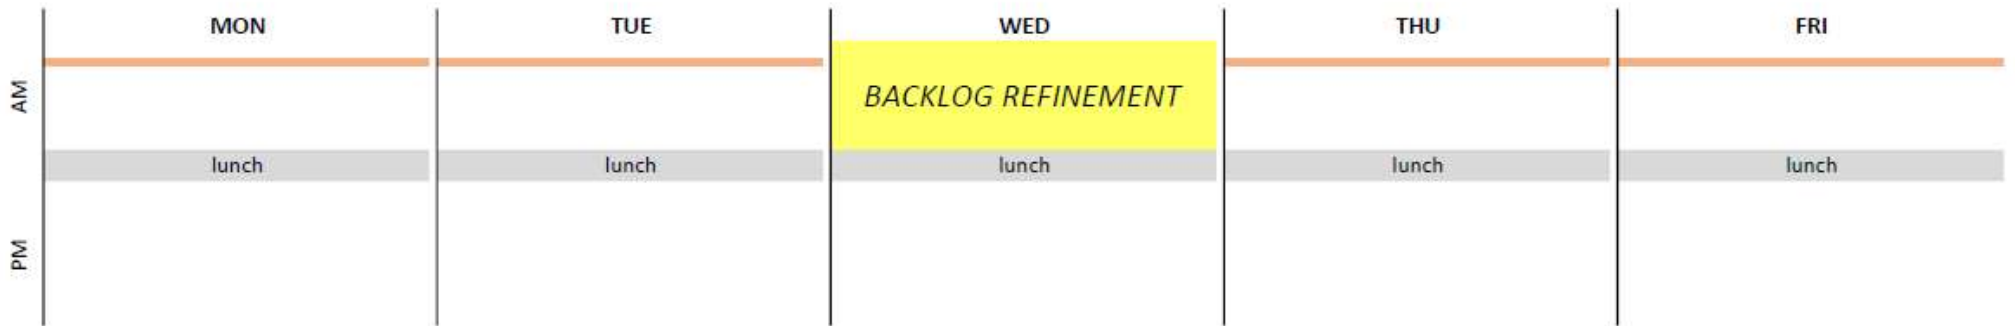 MON TUE WED THU FRI
AM
BACKLOG REFINEMENT
lunch lunch lunch lunch lunch
PM